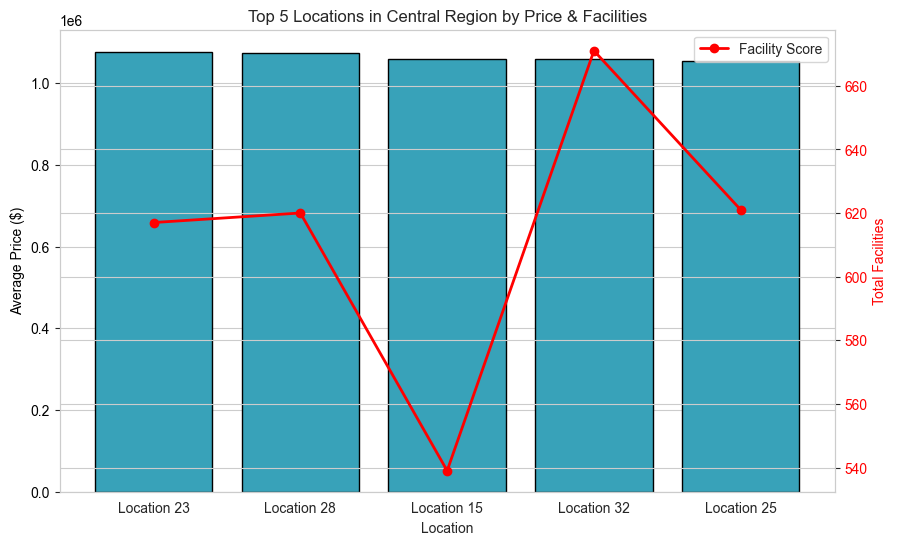 Top 5 Locations in Central Region by Price & Facilities
1e6
Facility Score
1.0
0.8
0.6
0.4
0.2
0.0
Average Price ($)
660
640
620
600
580
560
540
Total Facilities
Location 23 Location 28 Location 15 Location 32 Location 25
Location